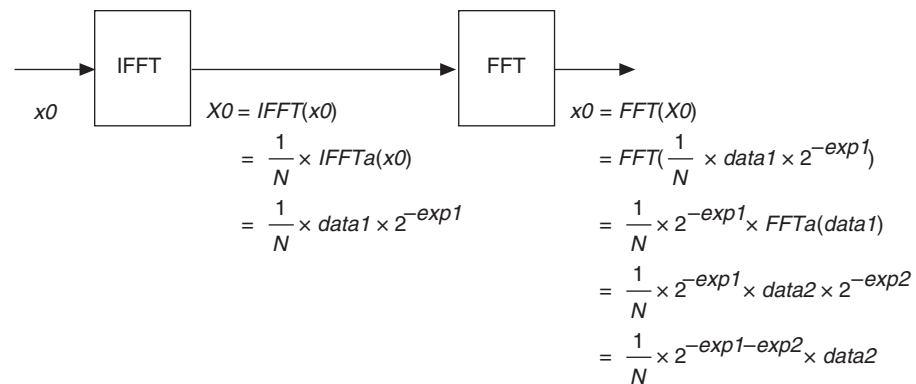 IFFT
FFT
x0
X0 = IFFT(x0)
= 1/N × IFFTa(x0)
= 1/N × data1 × 2^–exp1
x0 = FFT(X0)
= FFT(1/N × data1 × 2^–exp1)
= 1/N × 2^–exp1 × FFTa(data1)
= 1/N × 2^–exp1 × data2 × 2^–exp2
= 1/N × 2^–exp1–exp2 × data2